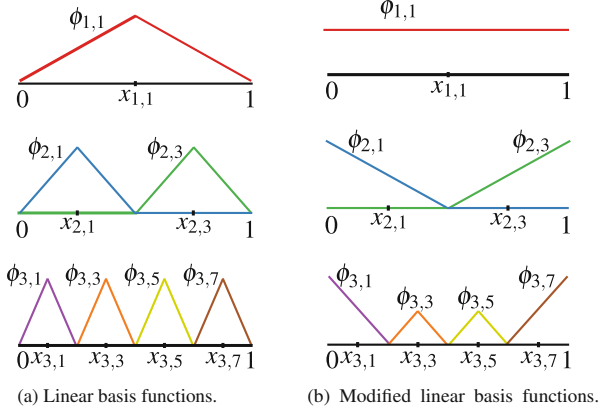 ϕ1,1
0 x1,1 1
ϕ2,1 ϕ2,3
0 x2,1 x2,3 1
ϕ3,1 ϕ3,3 ϕ3,5 ϕ3,7
0 x3,1 x3,3 x3,5 x3,7 1
(a) Linear basis functions.
ϕ1,1
0 x1,1 1
ϕ2,1 ϕ2,3
0 x2,1 x2,3 1
ϕ3,1 ϕ3,3 ϕ3,5 ϕ3,7
0 x3,1 x3,3 x3,5 x3,7 1
(b) Modified linear basis functions.